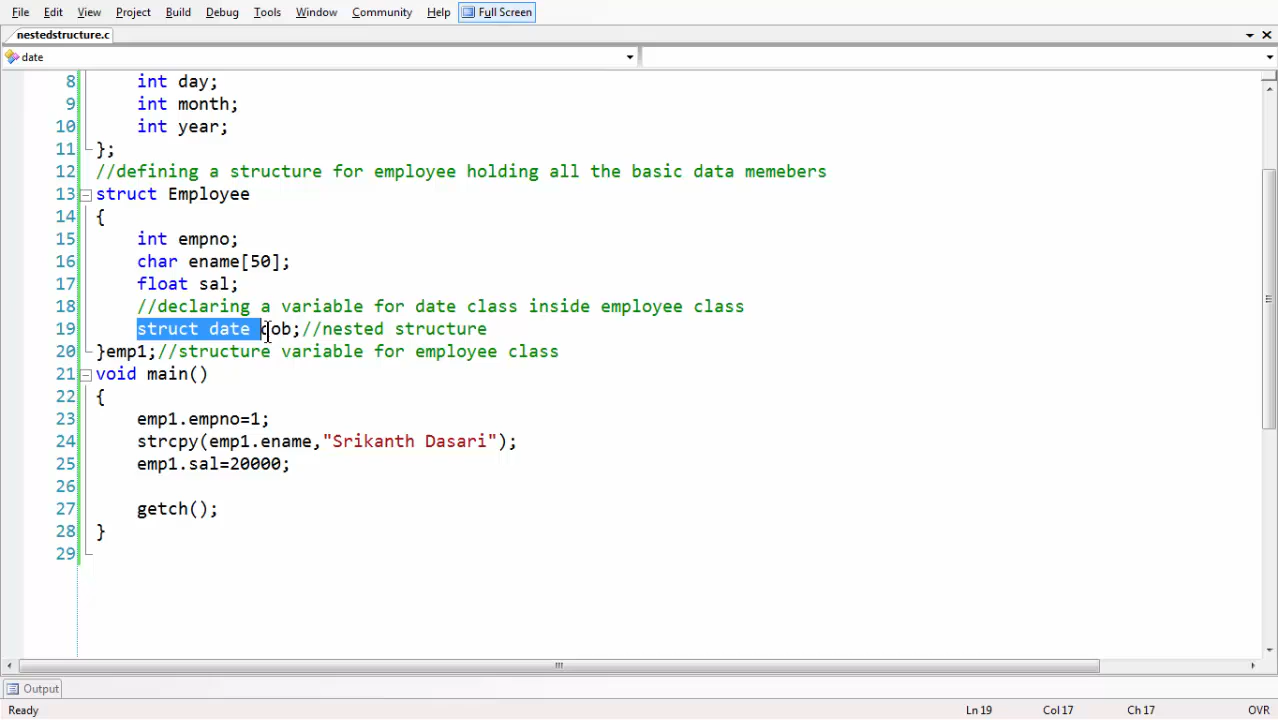 File Edit View Project Build Debug Tools Window Community Help Full Screen
nestedstructure.c
date
8 int day;
9 int month;
10 int year;
11 };
12 //defining a structure for employee holding all the basic data memebers
13 struct Employee
14 {
15 int empno;
16 char ename[50];
17 float sal;
18 //declaring a variable for date class inside employee class
19 struct date dob;//nested structure
20 }emp1;//structure variable for employee class
21 void main()
22 {
23 emp1.empno=1;
24 strcpy(emp1.ename,"Srikanth Dasari");
25 emp1.sal=20000;
26
27 getch();
28 }
29
Output
Ready Ln 19 Col 17 Ch 17 OVR